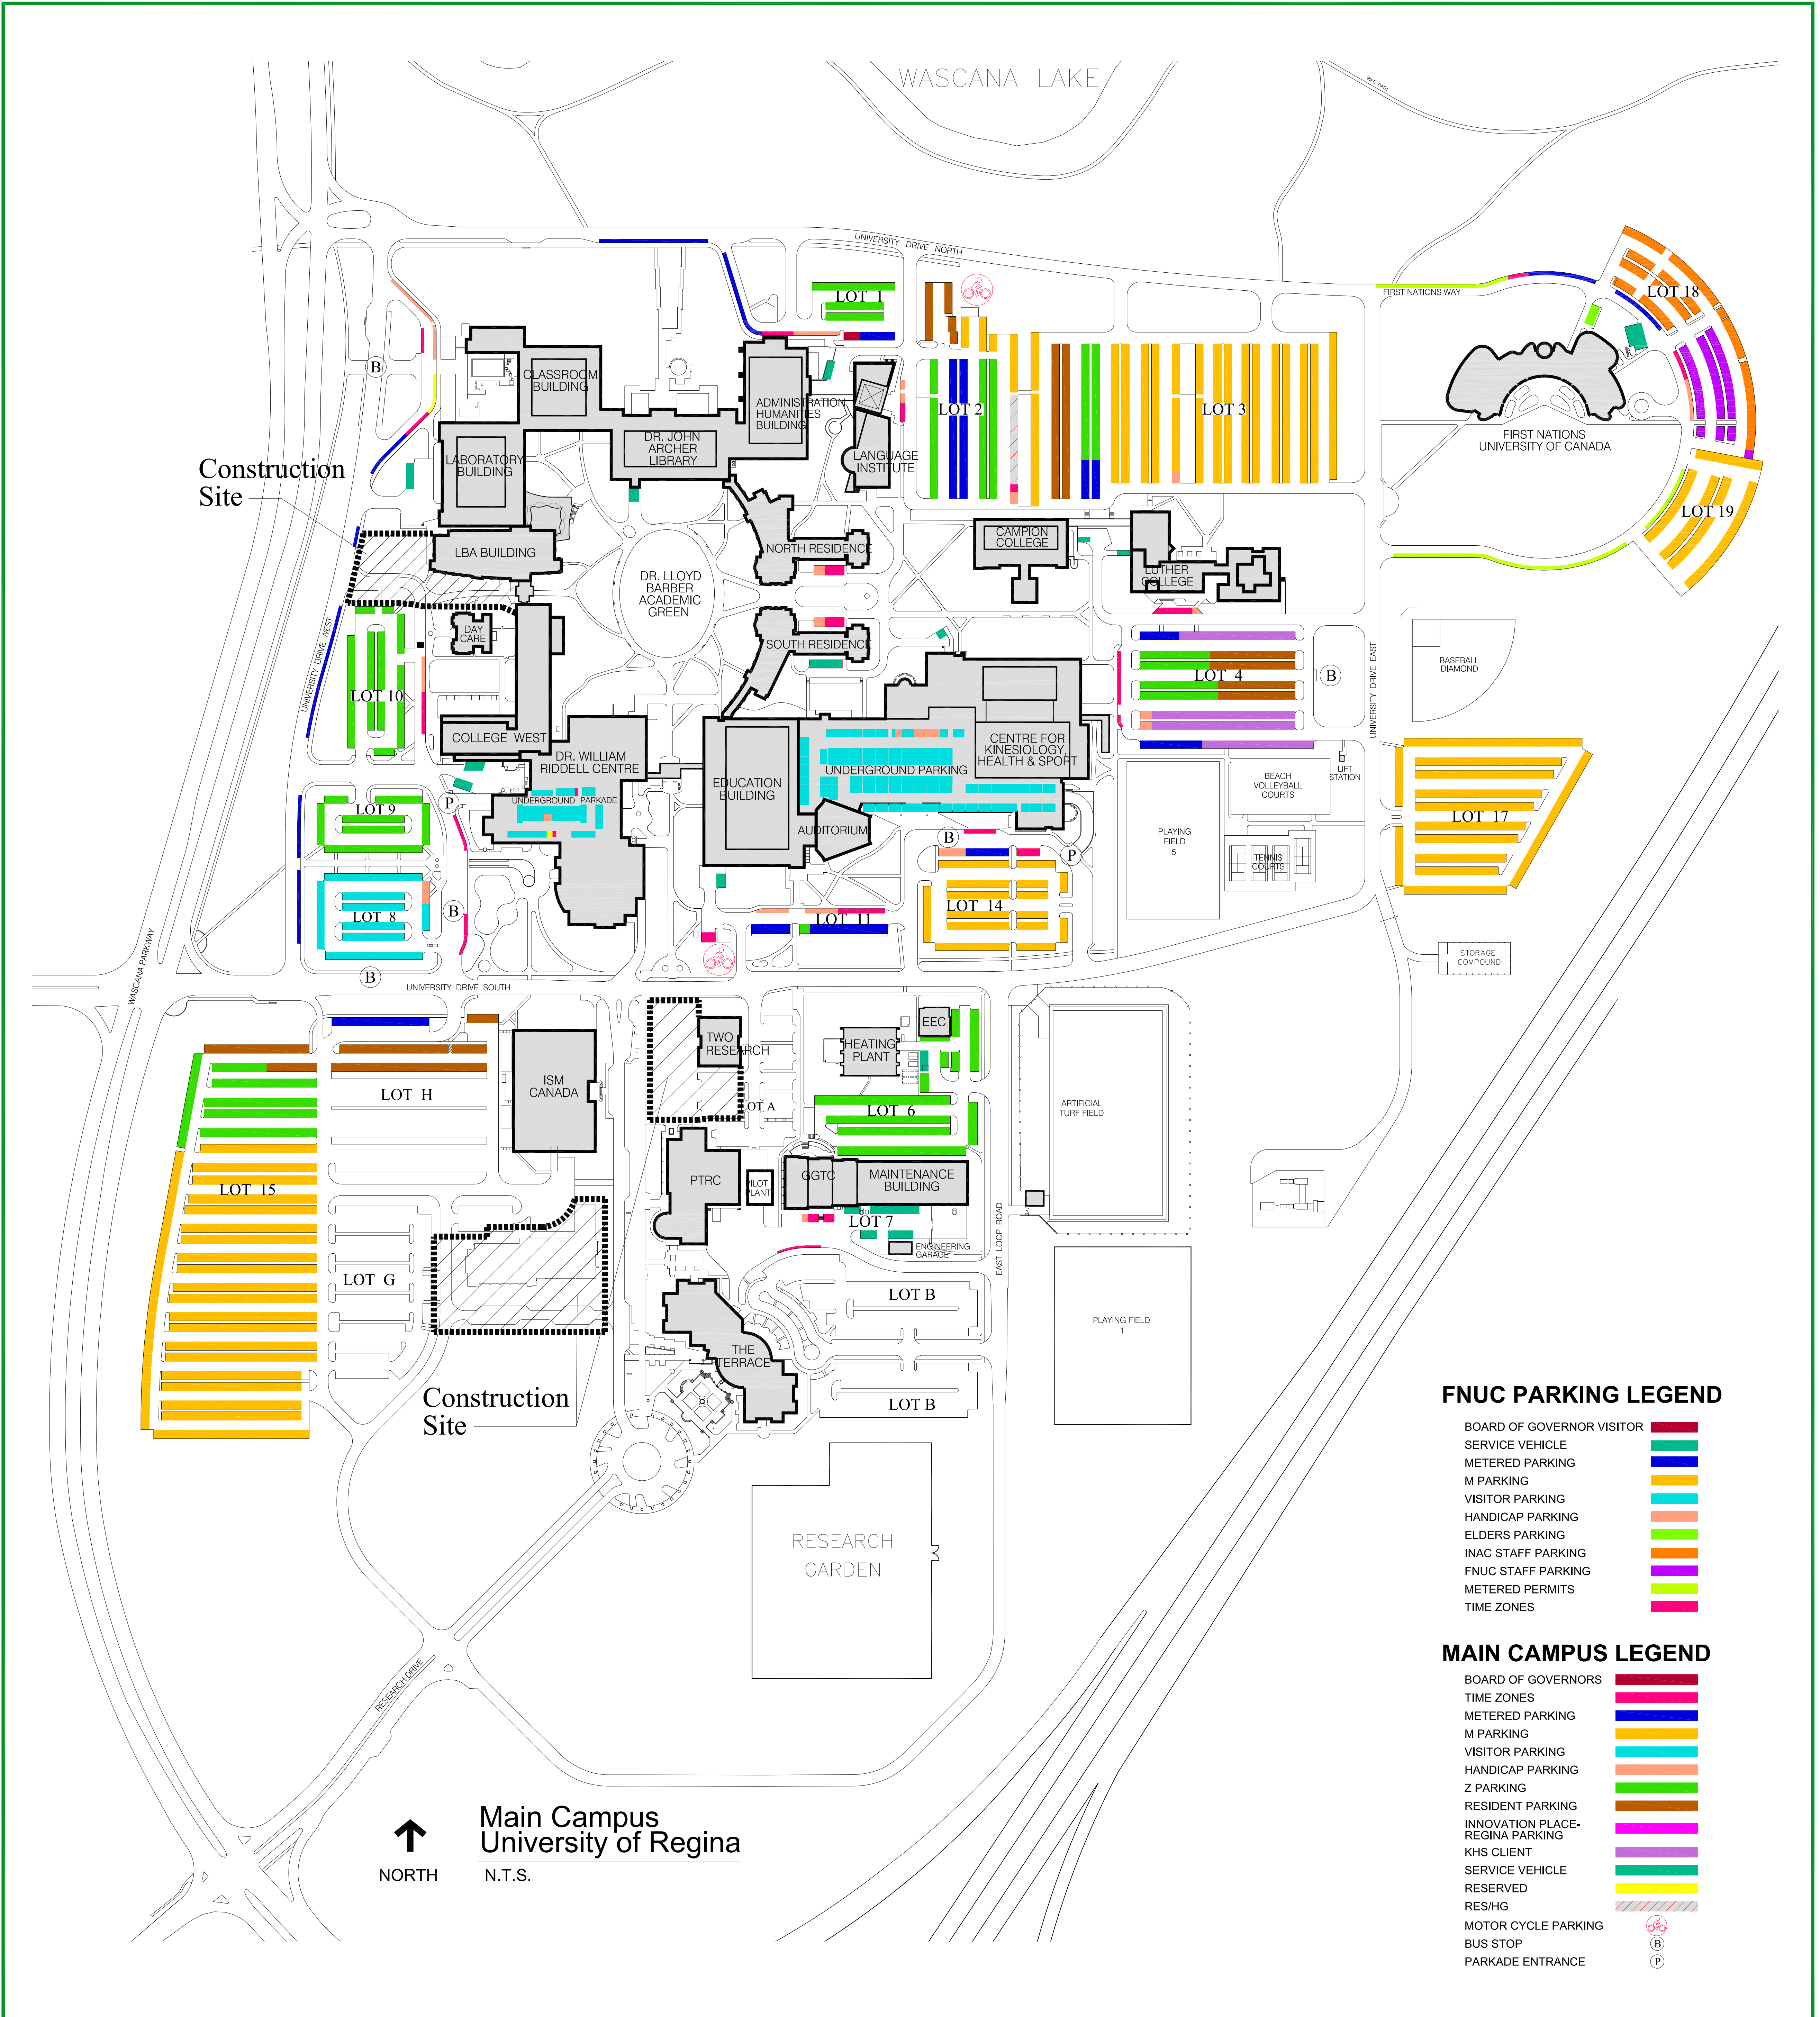 WASCANA LAKE
BIKE PATH
UNIVERSITY DRIVE NORTH
FIRST NATIONS WAY
LOT 18
LOT 1
B
CLASSROOM
BUILDING
ADMINISTRATION
HUMANITIES
BUILDING
LOT 2
LOT 3
DR. JOHN
ARCHER
LIBRARY
FIRST NATIONS
UNIVERSITY OF CANADA
LABORATORY
BUILDING
LANGUAGE
INSTITUTE
Construction
Site
LOT 19
CAMPION
COLLEGE
LBA BUILDING
NORTH RESIDENCE
LUTHER
COLLEGE
DR. LLOYD
BARBER
ACADEMIC
GREEN
DAY
CARE
SOUTH RESIDENCE
UNIVERSITY DRIVE WEST
LOT 10
LOT 4
B
UNIVERSITY DRIVE EAST
BASEBALL
DIAMOND
COLLEGE WEST
DR. WILLIAM
RIDDELL CENTRE
CENTRE FOR
KINESIOLOGY,
HEALTH & SPORT
UNDERGROUND PARKING
EDUCATION
BUILDING
LIFT
STATION
BEACH
VOLLEYBALL
COURTS
UNDERGROUND PARKADE
P
LOT 9
LOT 17
AUDITORIUM
B
P
PLAYING
FIELD
5
TENNIS
COURTS
LOT 8
B
LOT 11
LOT 14
WASCANA PARKWAY
B
STORAGE
COMPOUND
UNIVERSITY DRIVE SOUTH
TWO
RESEARCH
HEATING
PLANT
EEC
ISM
CANADA
LOT H
LOT A
LOT 6
ARTIFICIAL
TURF FIELD
LOT 15
PTRC
PILOT
PLANT
GGTC
MAINTENANCE
BUILDING
LOT 7
ENGINEERING
GARAGE
EAST LOOP ROAD
LOT G
LOT B
PLAYING FIELD
1
THE
TERRACE
LOT B
Construction
Site
RESEARCH
GARDEN
RESEARCH DRIVE
FNUC PARKING LEGEND
BOARD OF GOVERNOR VISITOR
SERVICE VEHICLE
METERED PARKING
M PARKING
VISITOR PARKING
HANDICAP PARKING
ELDERS PARKING
INAC STAFF PARKING
FNUC STAFF PARKING
METERED PERMITS
TIME ZONES
MAIN CAMPUS LEGEND
BOARD OF GOVERNORS
TIME ZONES
METERED PARKING
M PARKING
VISITOR PARKING
HANDICAP PARKING
Z PARKING
RESIDENT PARKING
INNOVATION PLACE-
REGINA PARKING
KHS CLIENT
SERVICE VEHICLE
RESERVED
RES/HG
MOTOR CYCLE PARKING
BUS STOP
B
PARKADE ENTRANCE
P
Main Campus
University of Regina
NORTH
N.T.S.